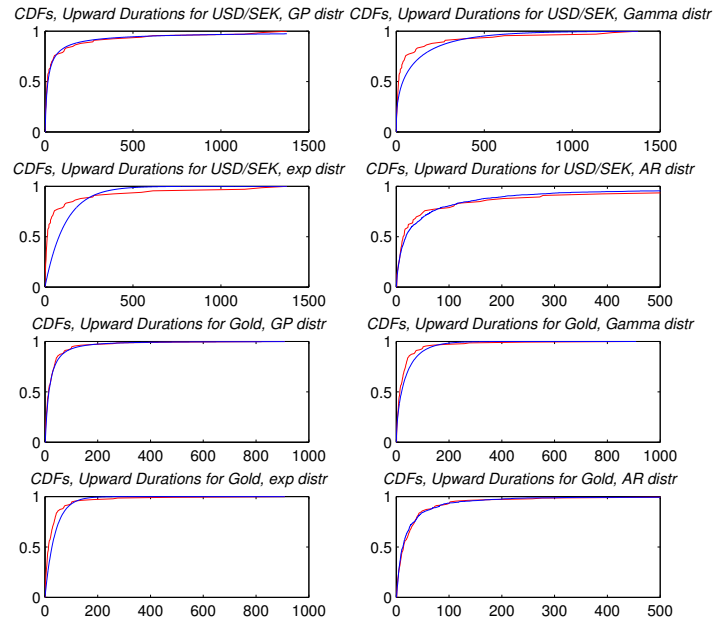 CDFs, Upward Durations for USD/SEK, GP distr
1
0.5
0
0 500 1000 1500
CDFs, Upward Durations for USD/SEK, Gamma distr
1
0.5
0
0 500 1000 1500
CDFs, Upward Durations for USD/SEK, exp distr
1
0.5
0
0 500 1000 1500
CDFs, Upward Durations for USD/SEK, AR distr
1
0.5
0
0 100 200 300 400 500
CDFs, Upward Durations for Gold, GP distr
1
0.5
0
0 200 400 600 800 1000
CDFs, Upward Durations for Gold, Gamma distr
1
0.5
0
0 200 400 600 800 1000
CDFs, Upward Durations for Gold, exp distr
1
0.5
0
0 200 400 600 800 1000
CDFs, Upward Durations for Gold, AR distr
1
0.5
0
0 100 200 300 400 500